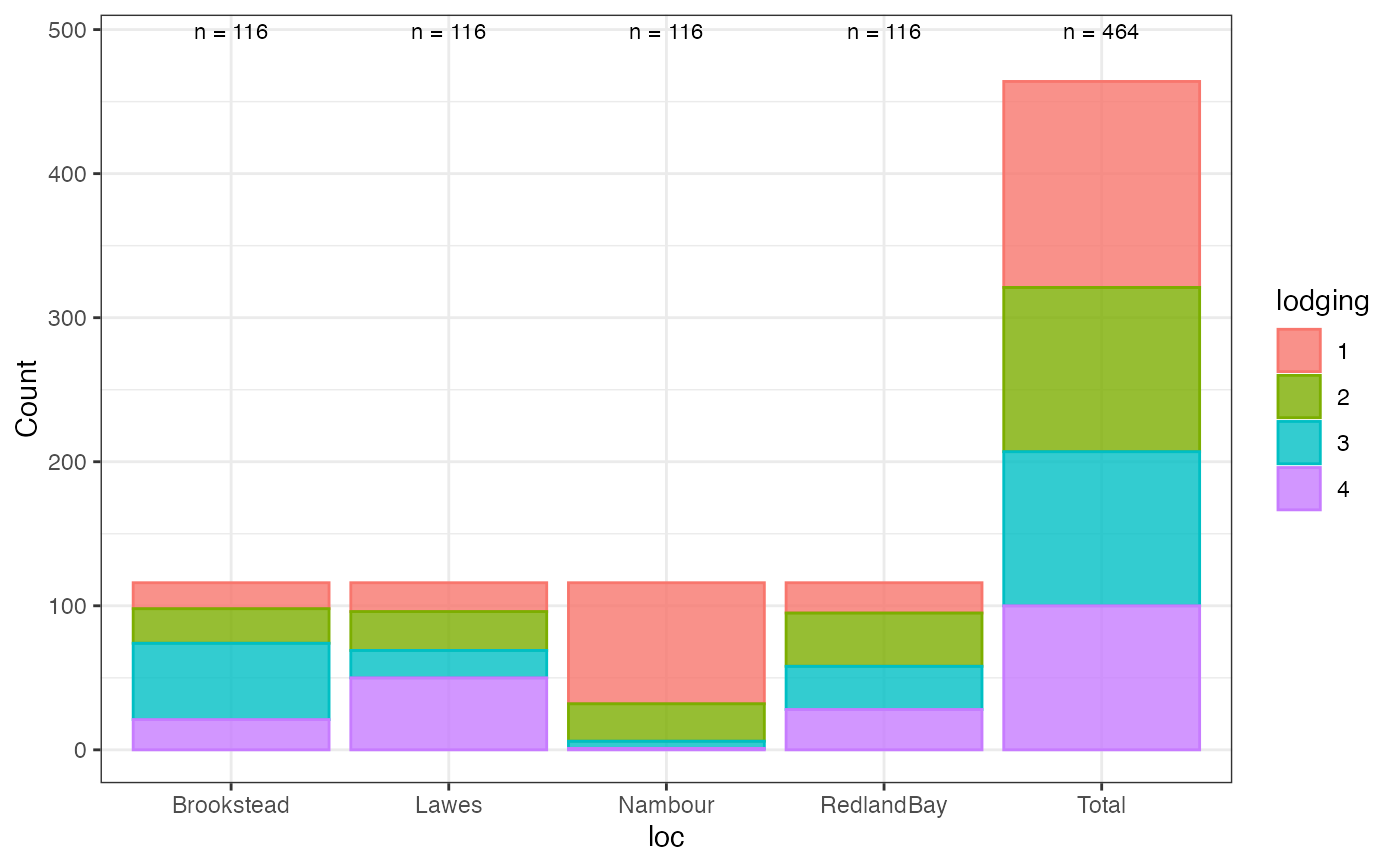 500
n = 116 n = 116 n = 116 n = 116 n = 464
400
300
200
100
0
Count
Brookstead Lawes Nambour RedlandBay Total
loc
lodging
1
2
3
4